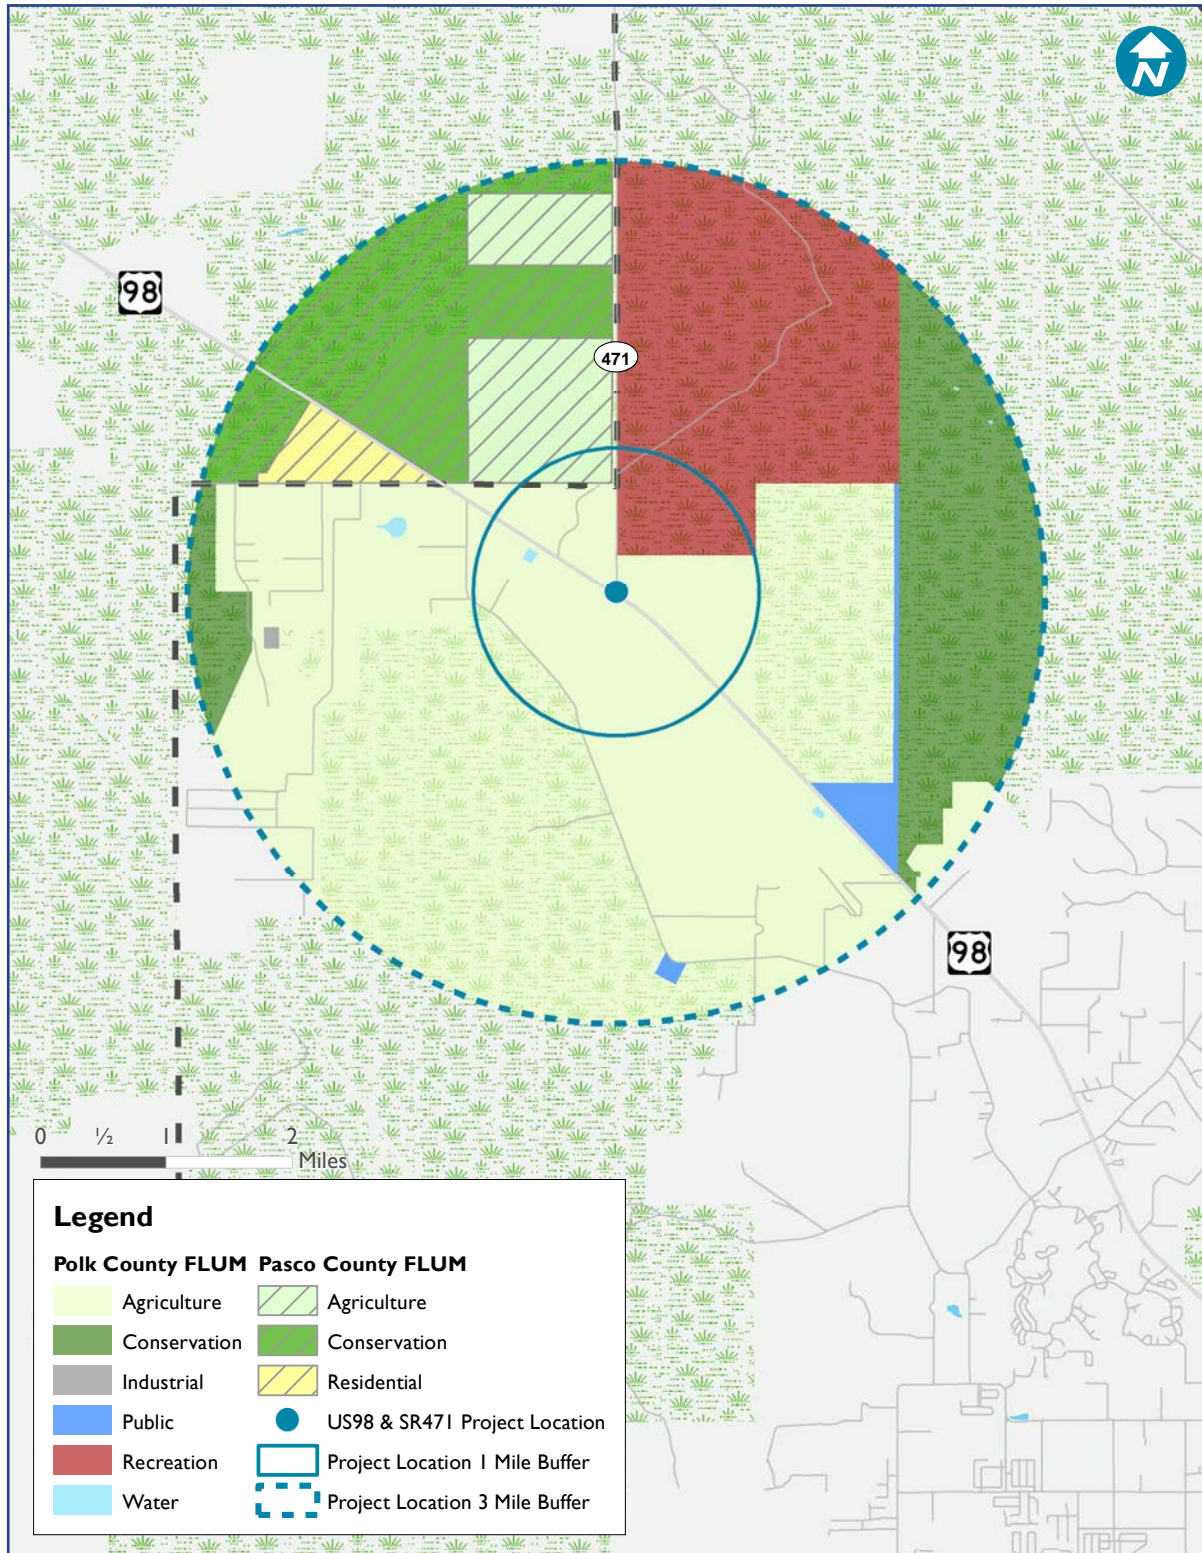 N
98
471
98
0 ½ 1 2
Miles
Legend
Polk County FLUM Pasco County FLUM
Agriculture Agriculture
Conservation Conservation
Industrial Residential
Public US98 & SR471 Project Location
Recreation Project Location 1 Mile Buffer
Water Project Location 3 Mile Buffer